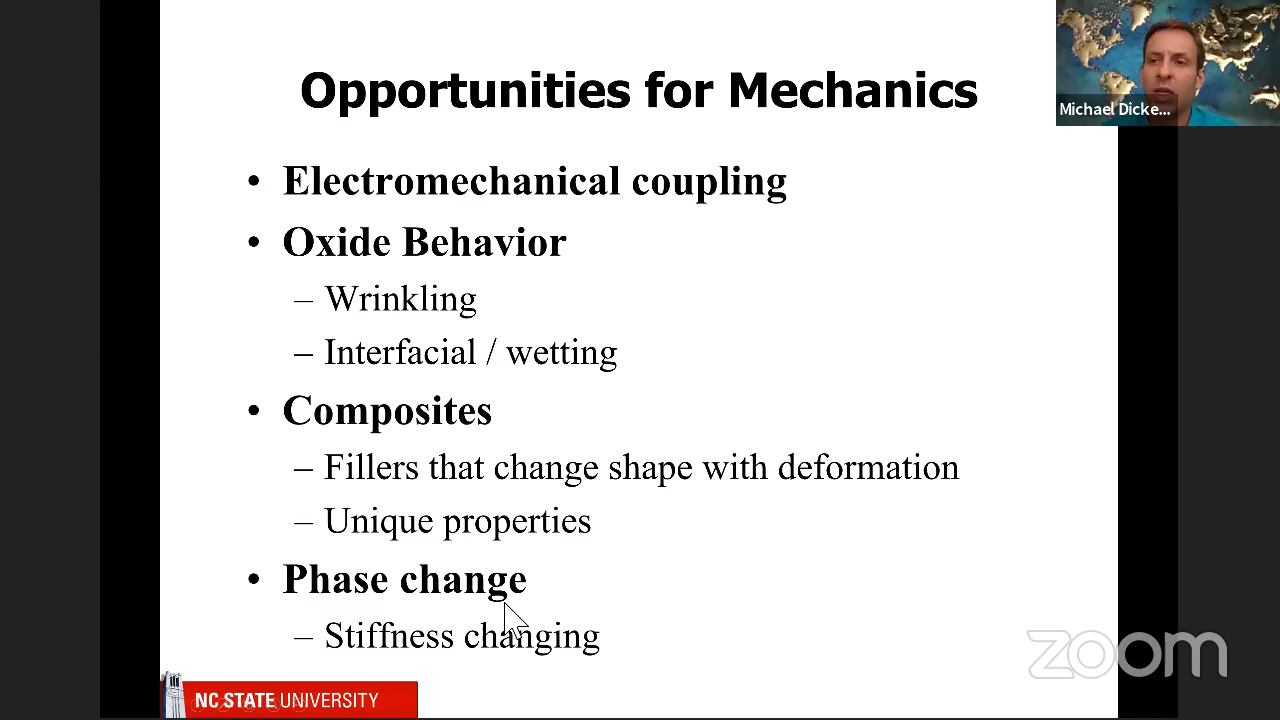 Opportunities for Mechanics
Michael Dicke...
• Electromechanical coupling
• Oxide Behavior
– Wrinkling
– Interfacial / wetting
• Composites
– Fillers that change shape with deformation
– Unique properties
• Phase change
– Stiffness changing
zoom
NC STATE UNIVERSITY